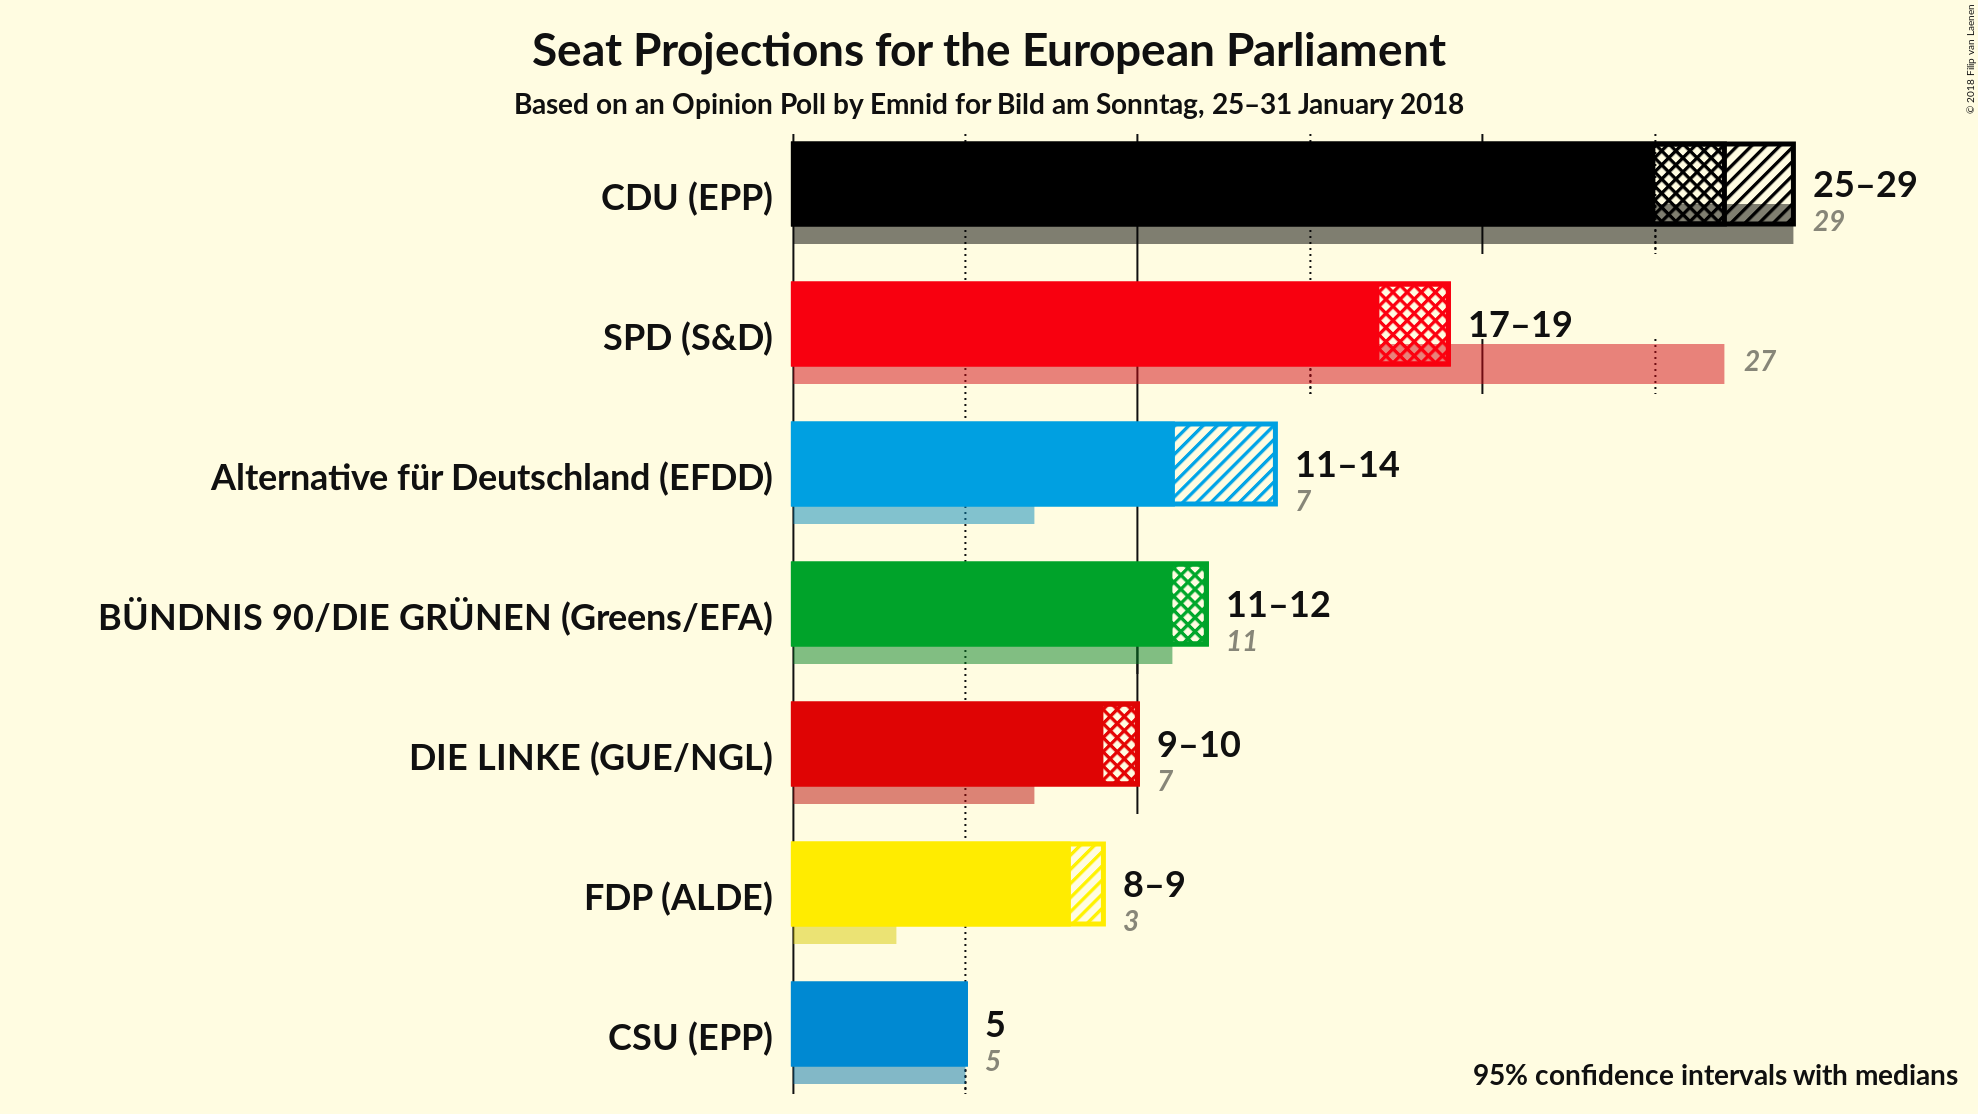 Seat Projections for the European Parliament
Based on an Opinion Poll by Emnid for Bild am Sonntag, 25–31 January 2018
© 2018 Filip van Laenen
CDU (EPP)
25–29
29
SPD (S&D)
17–19
27
Alternative für Deutschland (EFDD)
11–14
7
BÜNDNIS 90/DIE GRÜNEN (Greens/EFA)
11–12
11
DIE LINKE (GUE/NGL)
9–10
7
FDP (ALDE)
8–9
3
CSU (EPP)
5
5
95% confidence intervals with medians